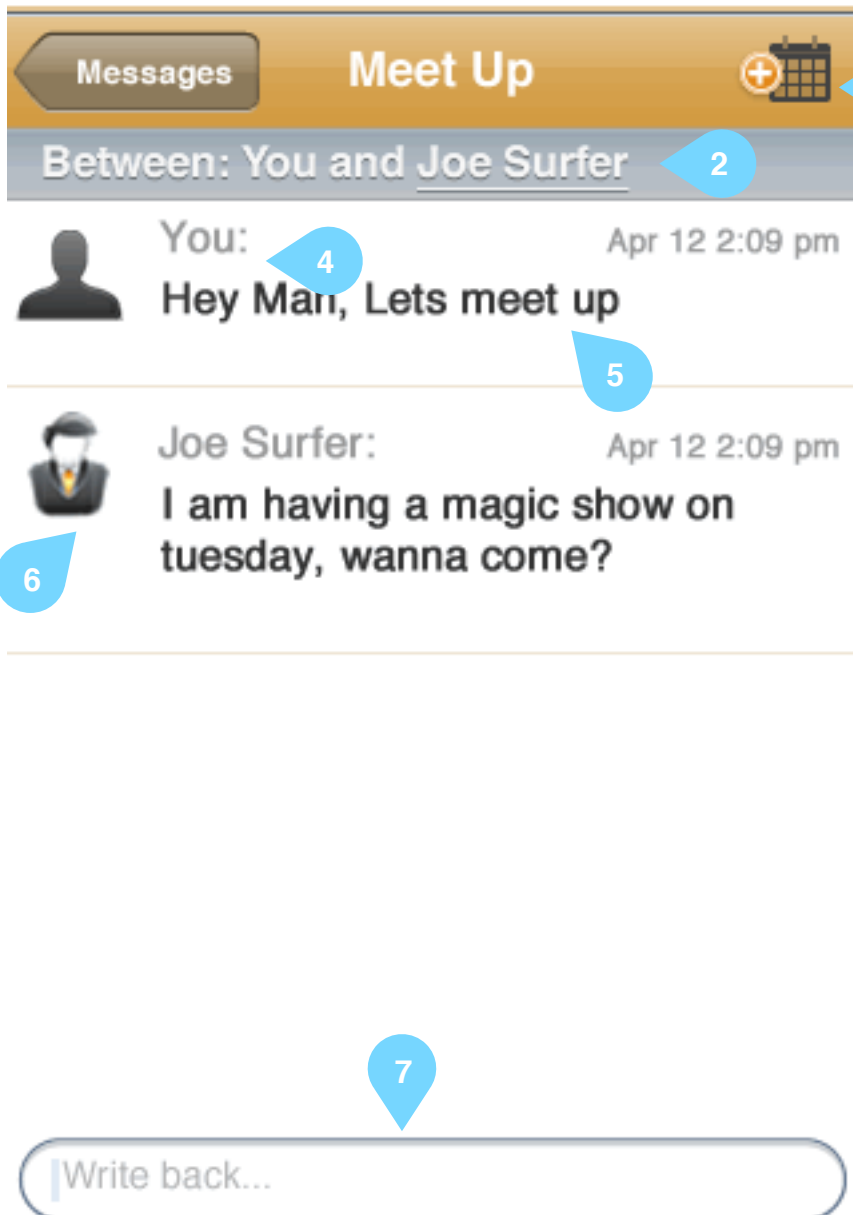 Messages
Meet Up
Between: You and Joe Surfer
2
You:
Apr 12 2:09 pm
4
Hey Man, Lets meet up
5
Joe Surfer:
Apr 12 2:09 pm
I am having a magic show on
tuesday, wanna come?
6
7
Write back...